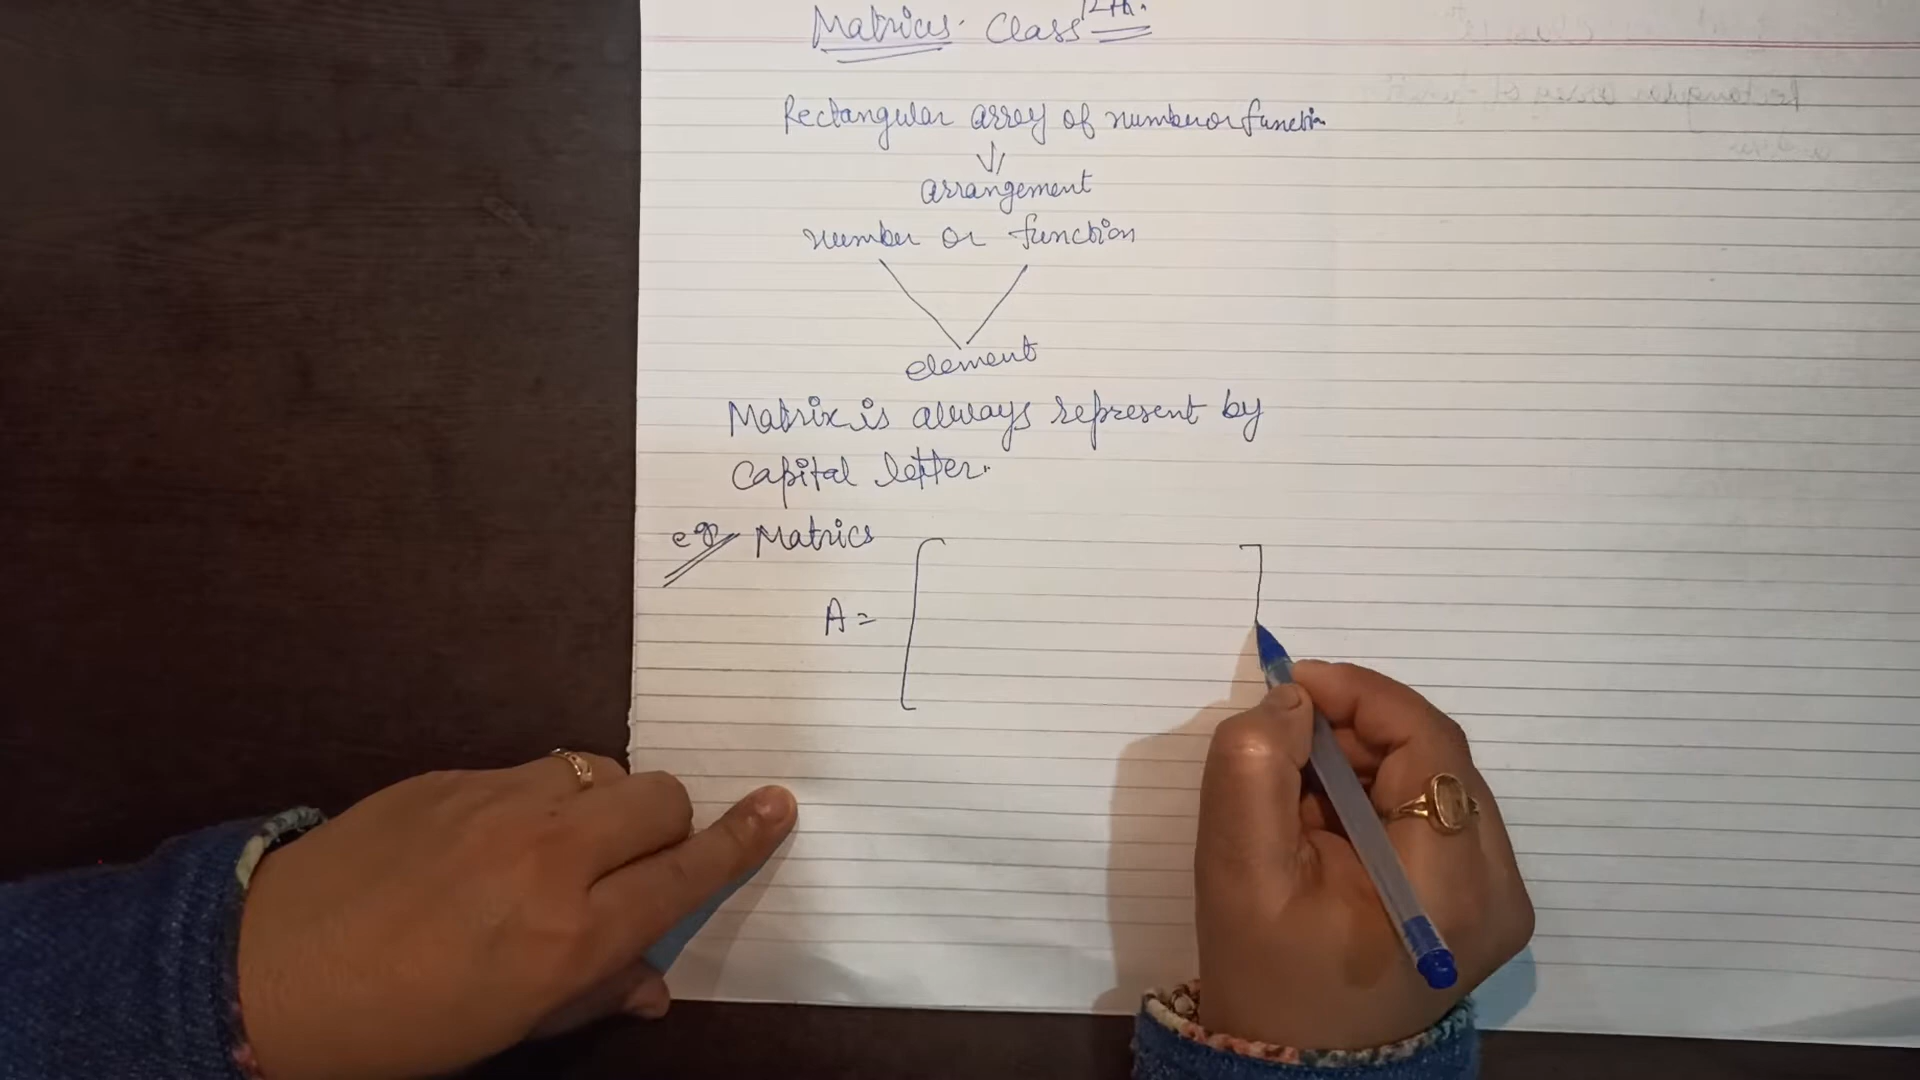 Matrices. Class 12th.
Rectangular array of number or function
arrangement
number or function
element
Matrix is always represent by
Capital letter.
eg Matrics
A =